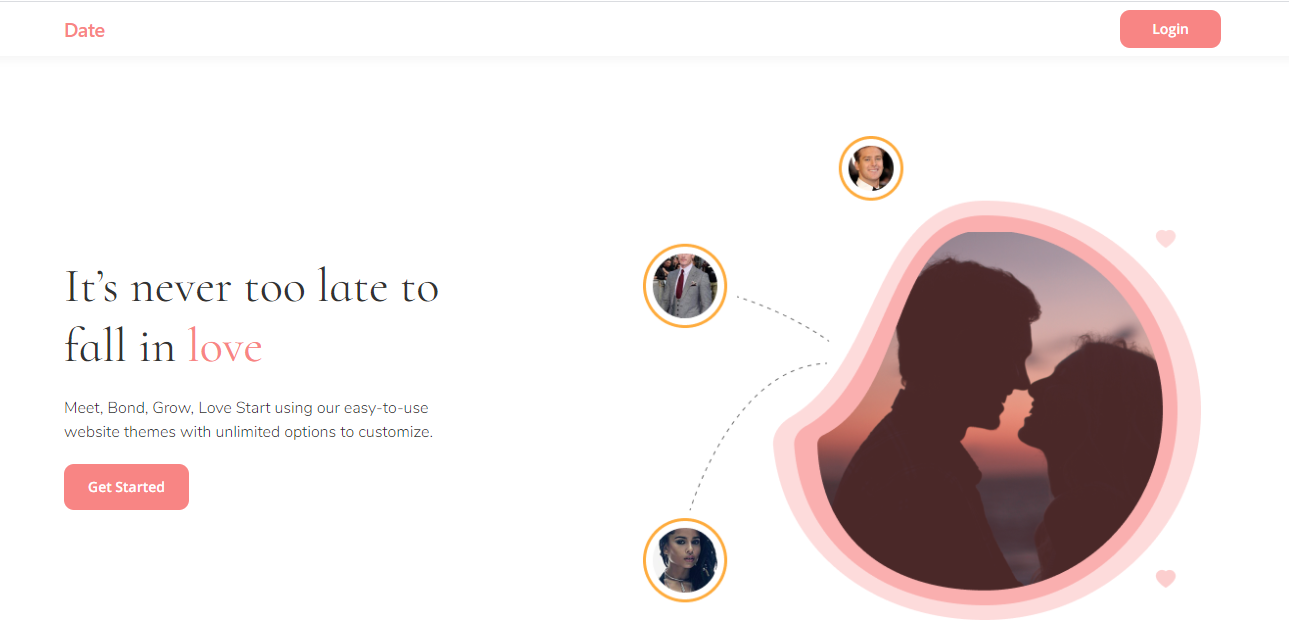 Date
Login
It's never too late to
fall in love
Meet, Bond, Grow, Love Start using our easy-to-use
website themes with unlimited options to customize.
Get Started